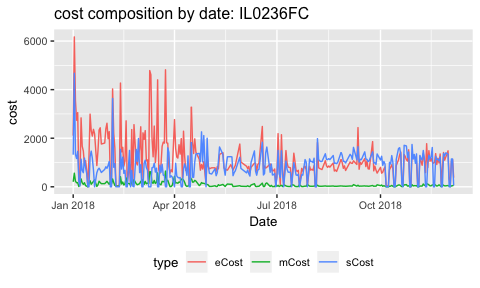 cost composition by date: IL0236FC
6000
4000
2000
0
cost
Jan 2018 Apr 2018 Jul 2018 Oct 2018
Date
type eCost mCost sCost